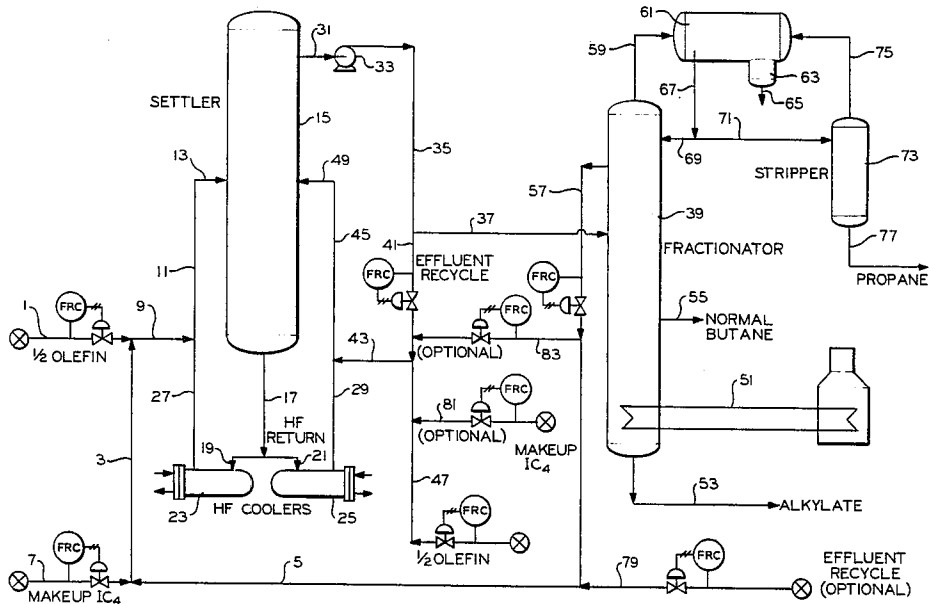 61
59
75
31
33
63
SETTLER
67
65
15
71
35
69
73
13
49
57
STRIPPER
39
37
45
41
FRACTIONATOR
77
11
EFFLUENT
RECYCLE
PROPANE
FRC
FRC
1
FRC
9
FRC
55
NORMAL
BUTANE
1/2 OLEFIN
43
(OPTIONAL)
83
51
27
17
29
FRC
81
(OPTIONAL)
HF
RETURN
MAKEUP
IC4
3
19
21
47
23
HF COOLERS
25
53
ALKYLATE
FRC
1/2 OLEFIN
7
FRC
5
79
FRC
EFFLUENT
RECYCLE
(OPTIONAL)
MAKEUP IC4